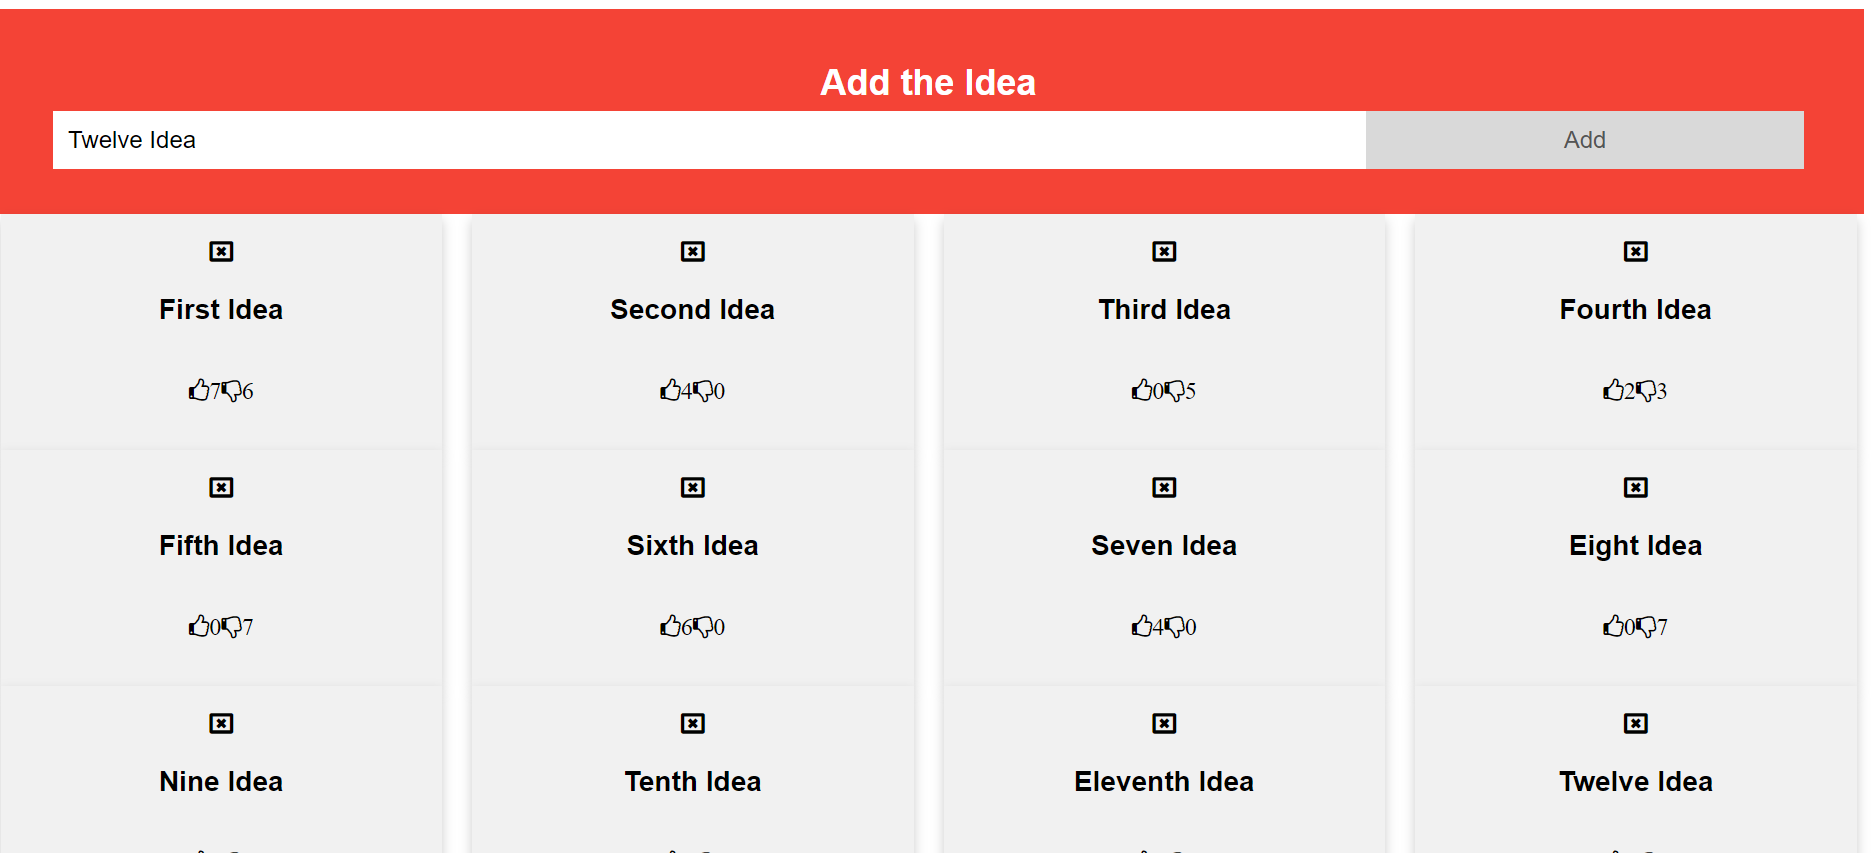 Add the Idea
Twelve Idea
Add
First Idea
Second Idea
Third Idea
Fourth Idea
7 6
4 0
0 5
2 3
Fifth Idea
Sixth Idea
Seven Idea
Eight Idea
0 7
6 0
4 0
0 7
Nine Idea
Tenth Idea
Eleventh Idea
Twelve Idea